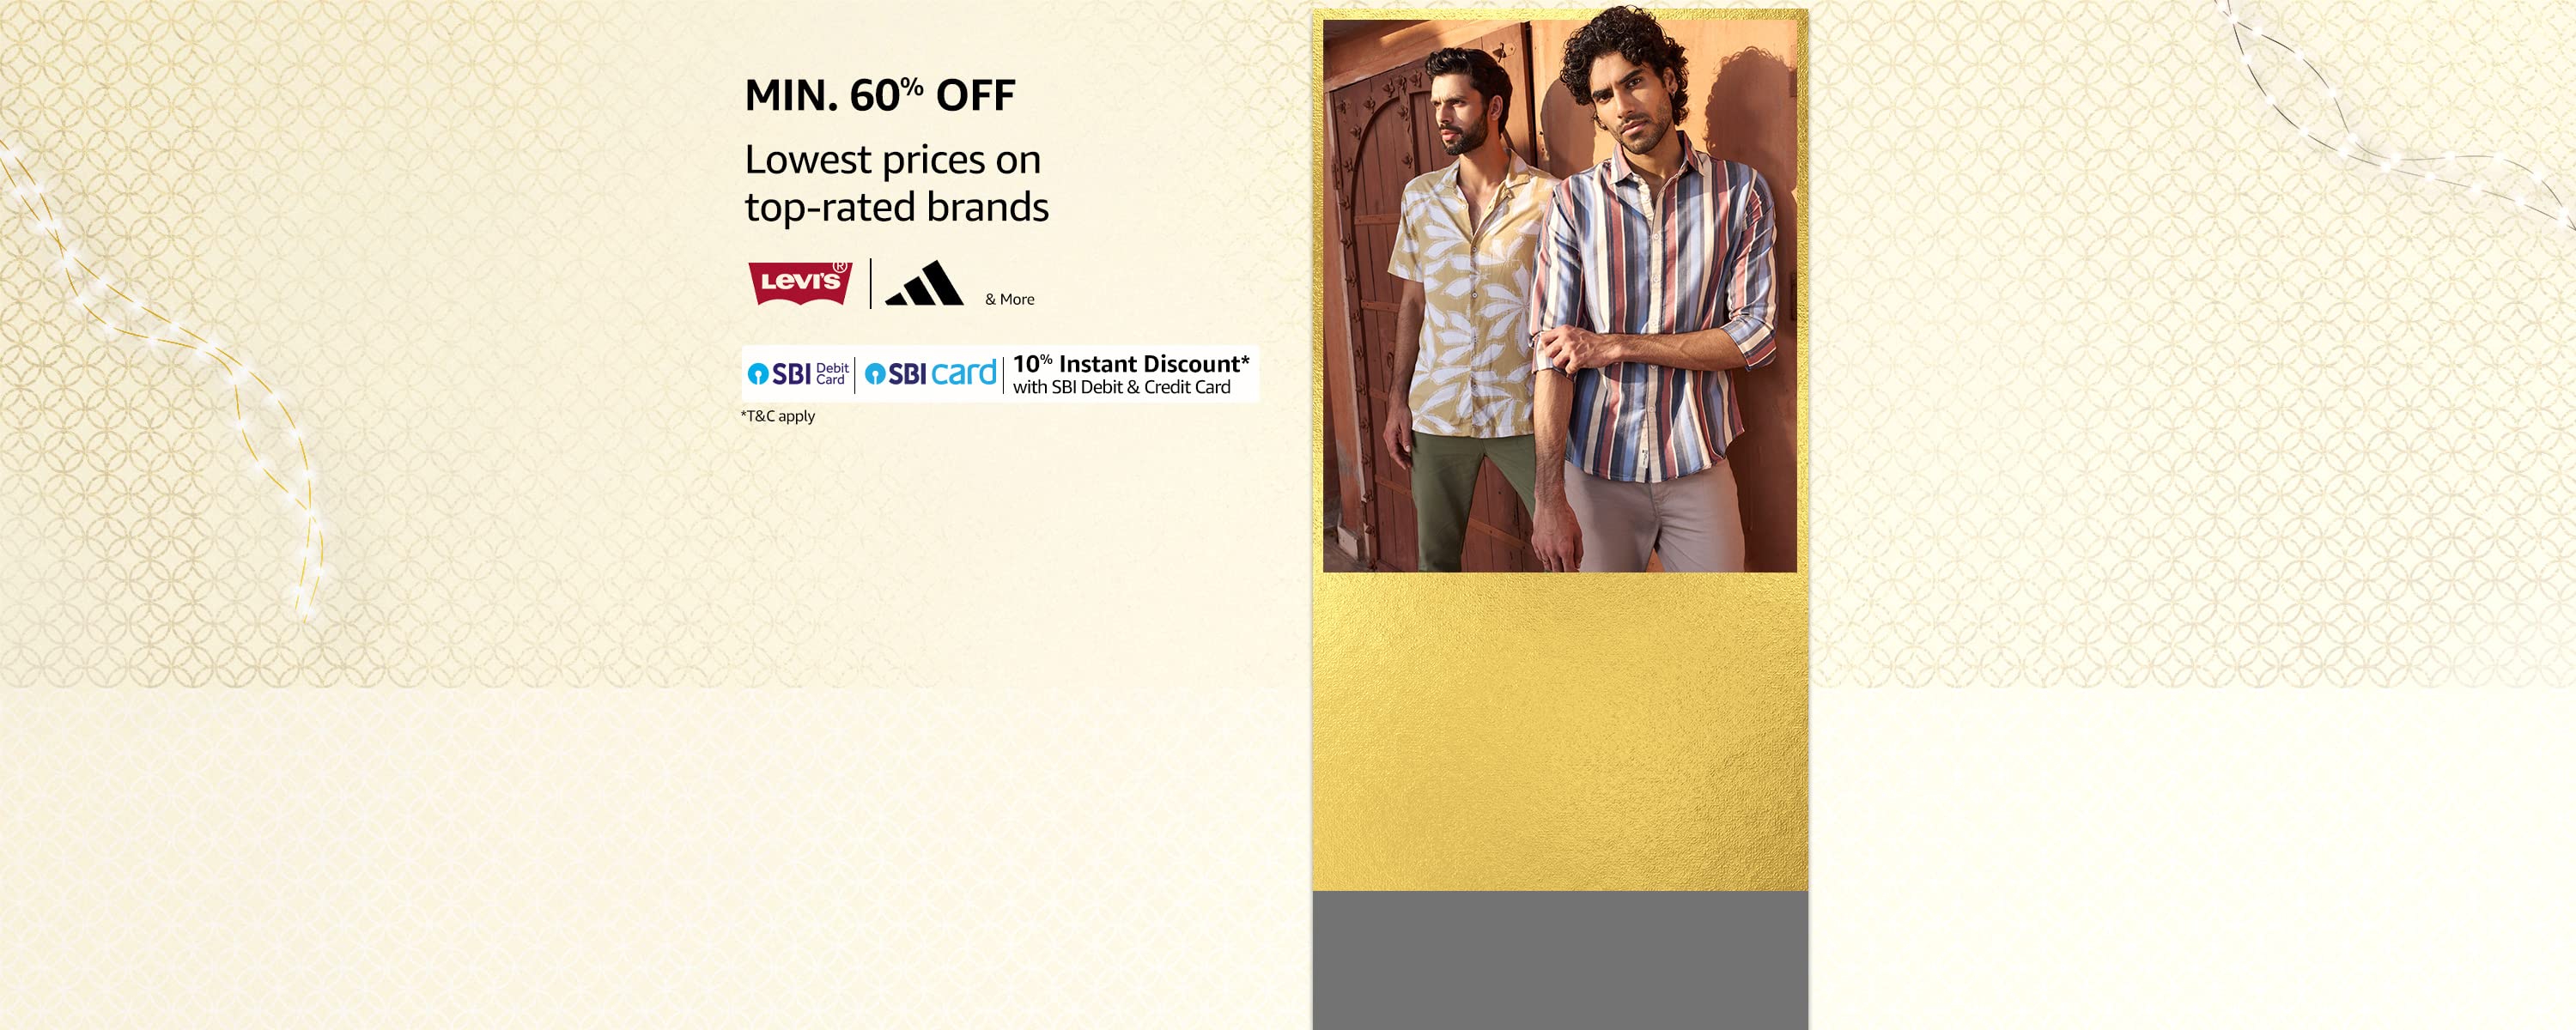 MIN. 60% OFF
Lowest prices on
top-rated brands
LEVI'S®
& More
SBI Debit Card
SBI card
10% Instant Discount*
with SBI Debit & Credit Card
*T&C apply